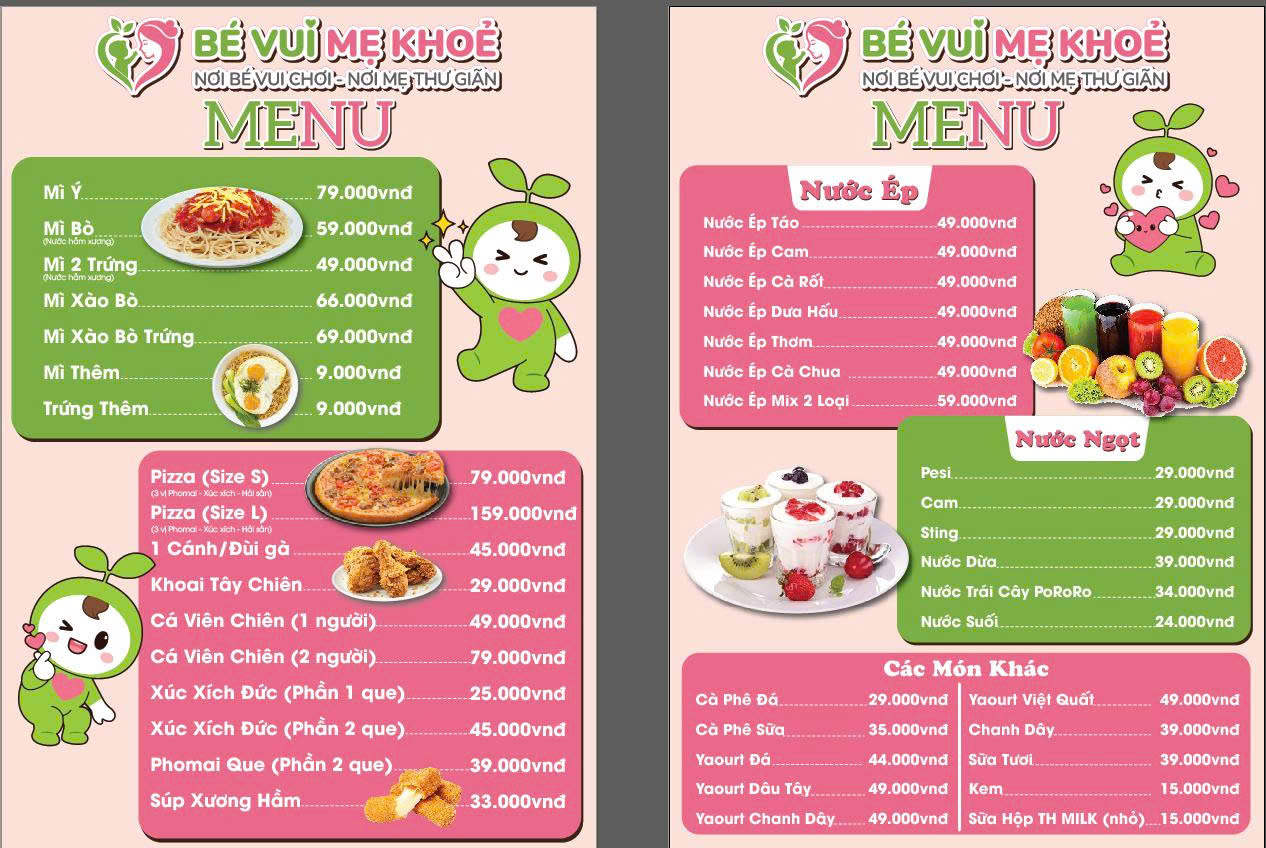 BÉ VUI MẸ KHOẺ
NƠI BÉ VUI CHƠI - NƠI MẸ THƯ GIÃN
MENU
Mì Ý 79.000vnđ
Mì Bò 59.000vnđ
(Nước hầm xương)
Mì 2 Trứng 49.000vnđ
(Nước hầm xương)
Mì Xào Bò 66.000vnđ
Mì Xào Bò Trứng 69.000vnđ
Mì Thêm 9.000vnđ
Trứng Thêm 9.000vnđ
Pizza (Size S) 79.000vnđ
(3 vị Phomai - Xúc xích - Hải sản)
Pizza (Size L) 159.000vnđ
(3 vị Phomai - Xúc xích - Hải sản)
1 Cánh/Đùi gà 45.000vnđ
Khoai Tây Chiên 29.000vnđ
Cá Viên Chiên (1 người) 49.000vnđ
Cá Viên Chiên (2 người) 79.000vnđ
Xúc Xích Đức (Phần 1 que) 25.000vnđ
Xúc Xích Đức (Phần 2 que) 45.000vnđ
Phomai Que (Phần 2 que) 39.000vnđ
Súp Xương Hầm 33.000vnđ
BÉ VUI MẸ KHOẺ
NƠI BÉ VUI CHƠI - NƠI MẸ THƯ GIÃN
MENU
Nước Ép
Nước Ép Táo 49.000vnđ
Nước Ép Cam 49.000vnđ
Nước Ép Cà Rốt 49.000vnđ
Nước Ép Dưa Hấu 49.000vnđ
Nước Ép Thơm 49.000vnđ
Nước Ép Cà Chua 49.000vnđ
Nước Ép Mix 2 Loại 59.000vnđ
Nước Ngọt
Pesi 29.000vnđ
Cam 29.000vnđ
Sting 29.000vnđ
Nước Dừa 39.000vnđ
Nước Trái Cây PoRoRo 34.000vnđ
Nước Suối 24.000vnđ
Các Món Khác
Cà Phê Đá 29.000vnđ
Cà Phê Sữa 35.000vnđ
Yaourt Đá 44.000vnđ
Yaourt Dâu Tây 49.000vnđ
Yaourt Chanh Dây 49.000vnđ
Yaourt Việt Quất 49.000vnđ
Chanh Dây 39.000vnđ
Sữa Tươi 39.000vnđ
Kem 15.000vnđ
Sữa Hộp TH MILK (nhỏ) 15.000vnđ